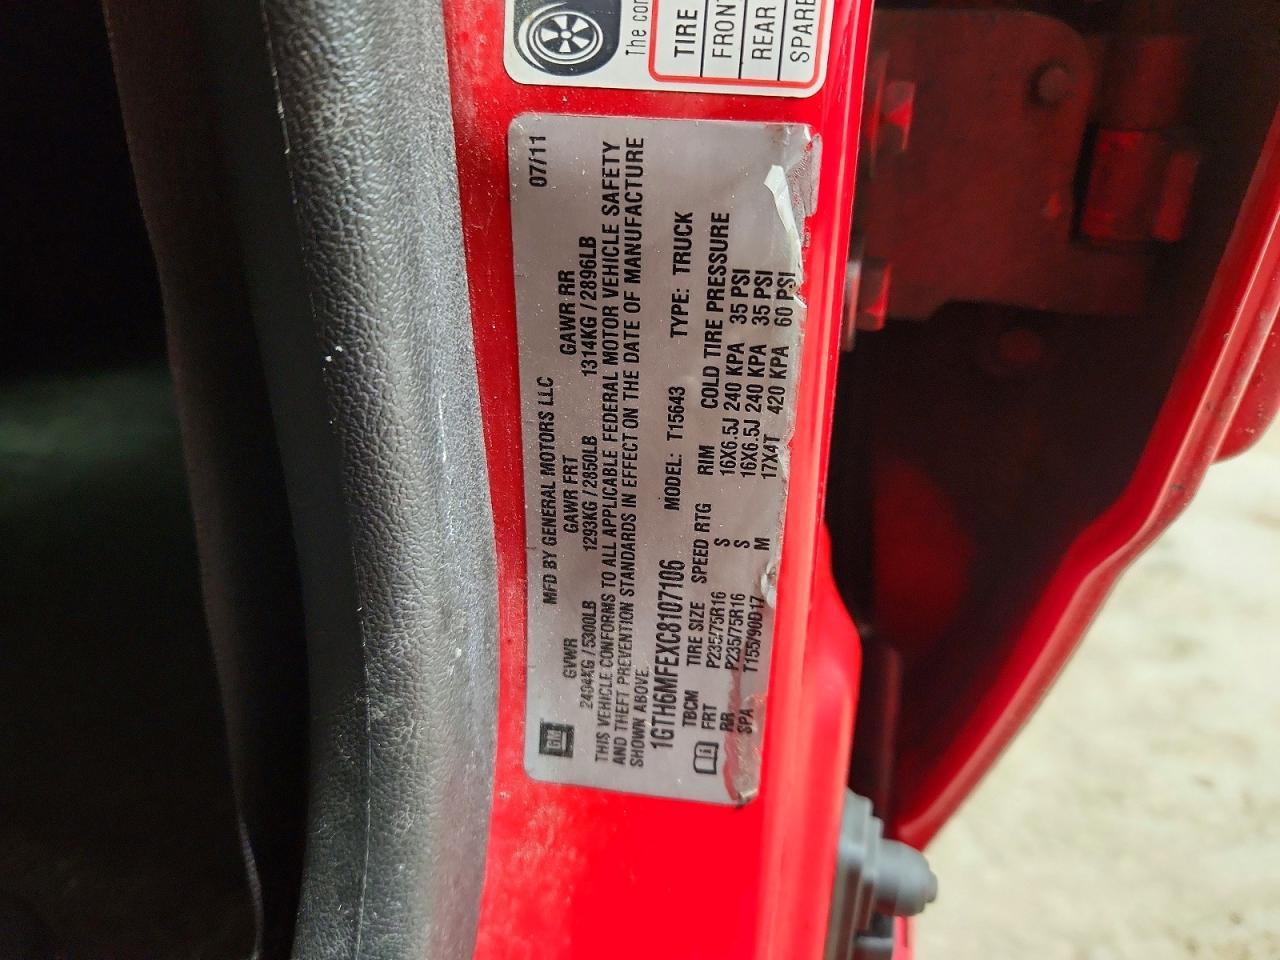 The con
TIRE
FRONT
REAR
SPARE
MFD BY GENERAL MOTORS LLC 07/11
GVWR GAWR FRT GAWR RR
2404KG / 5300LB 1293KG / 2850LB 1314KG / 2896LB
THIS VEHICLE CONFORMS TO ALL APPLICABLE FEDERAL MOTOR VEHICLE SAFETY
AND THEFT PREVENTION STANDARDS IN EFFECT ON THE DATE OF MANUFACTURE
SHOWN ABOVE.
1GTH6MFEXC8107106 MODEL: T15643 TYPE: TRUCK
TBCM TIRE SIZE SPEED RTG RIM COLD TIRE PRESSURE
FRT P235/75R16 S 16X6.5J 240 KPA 35 PSI
RR P235/75R16 S 16X6.5J 240 KPA 35 PSI
SPA T155/90D17 M 17X4T 420 KPA 60 PSI
GM